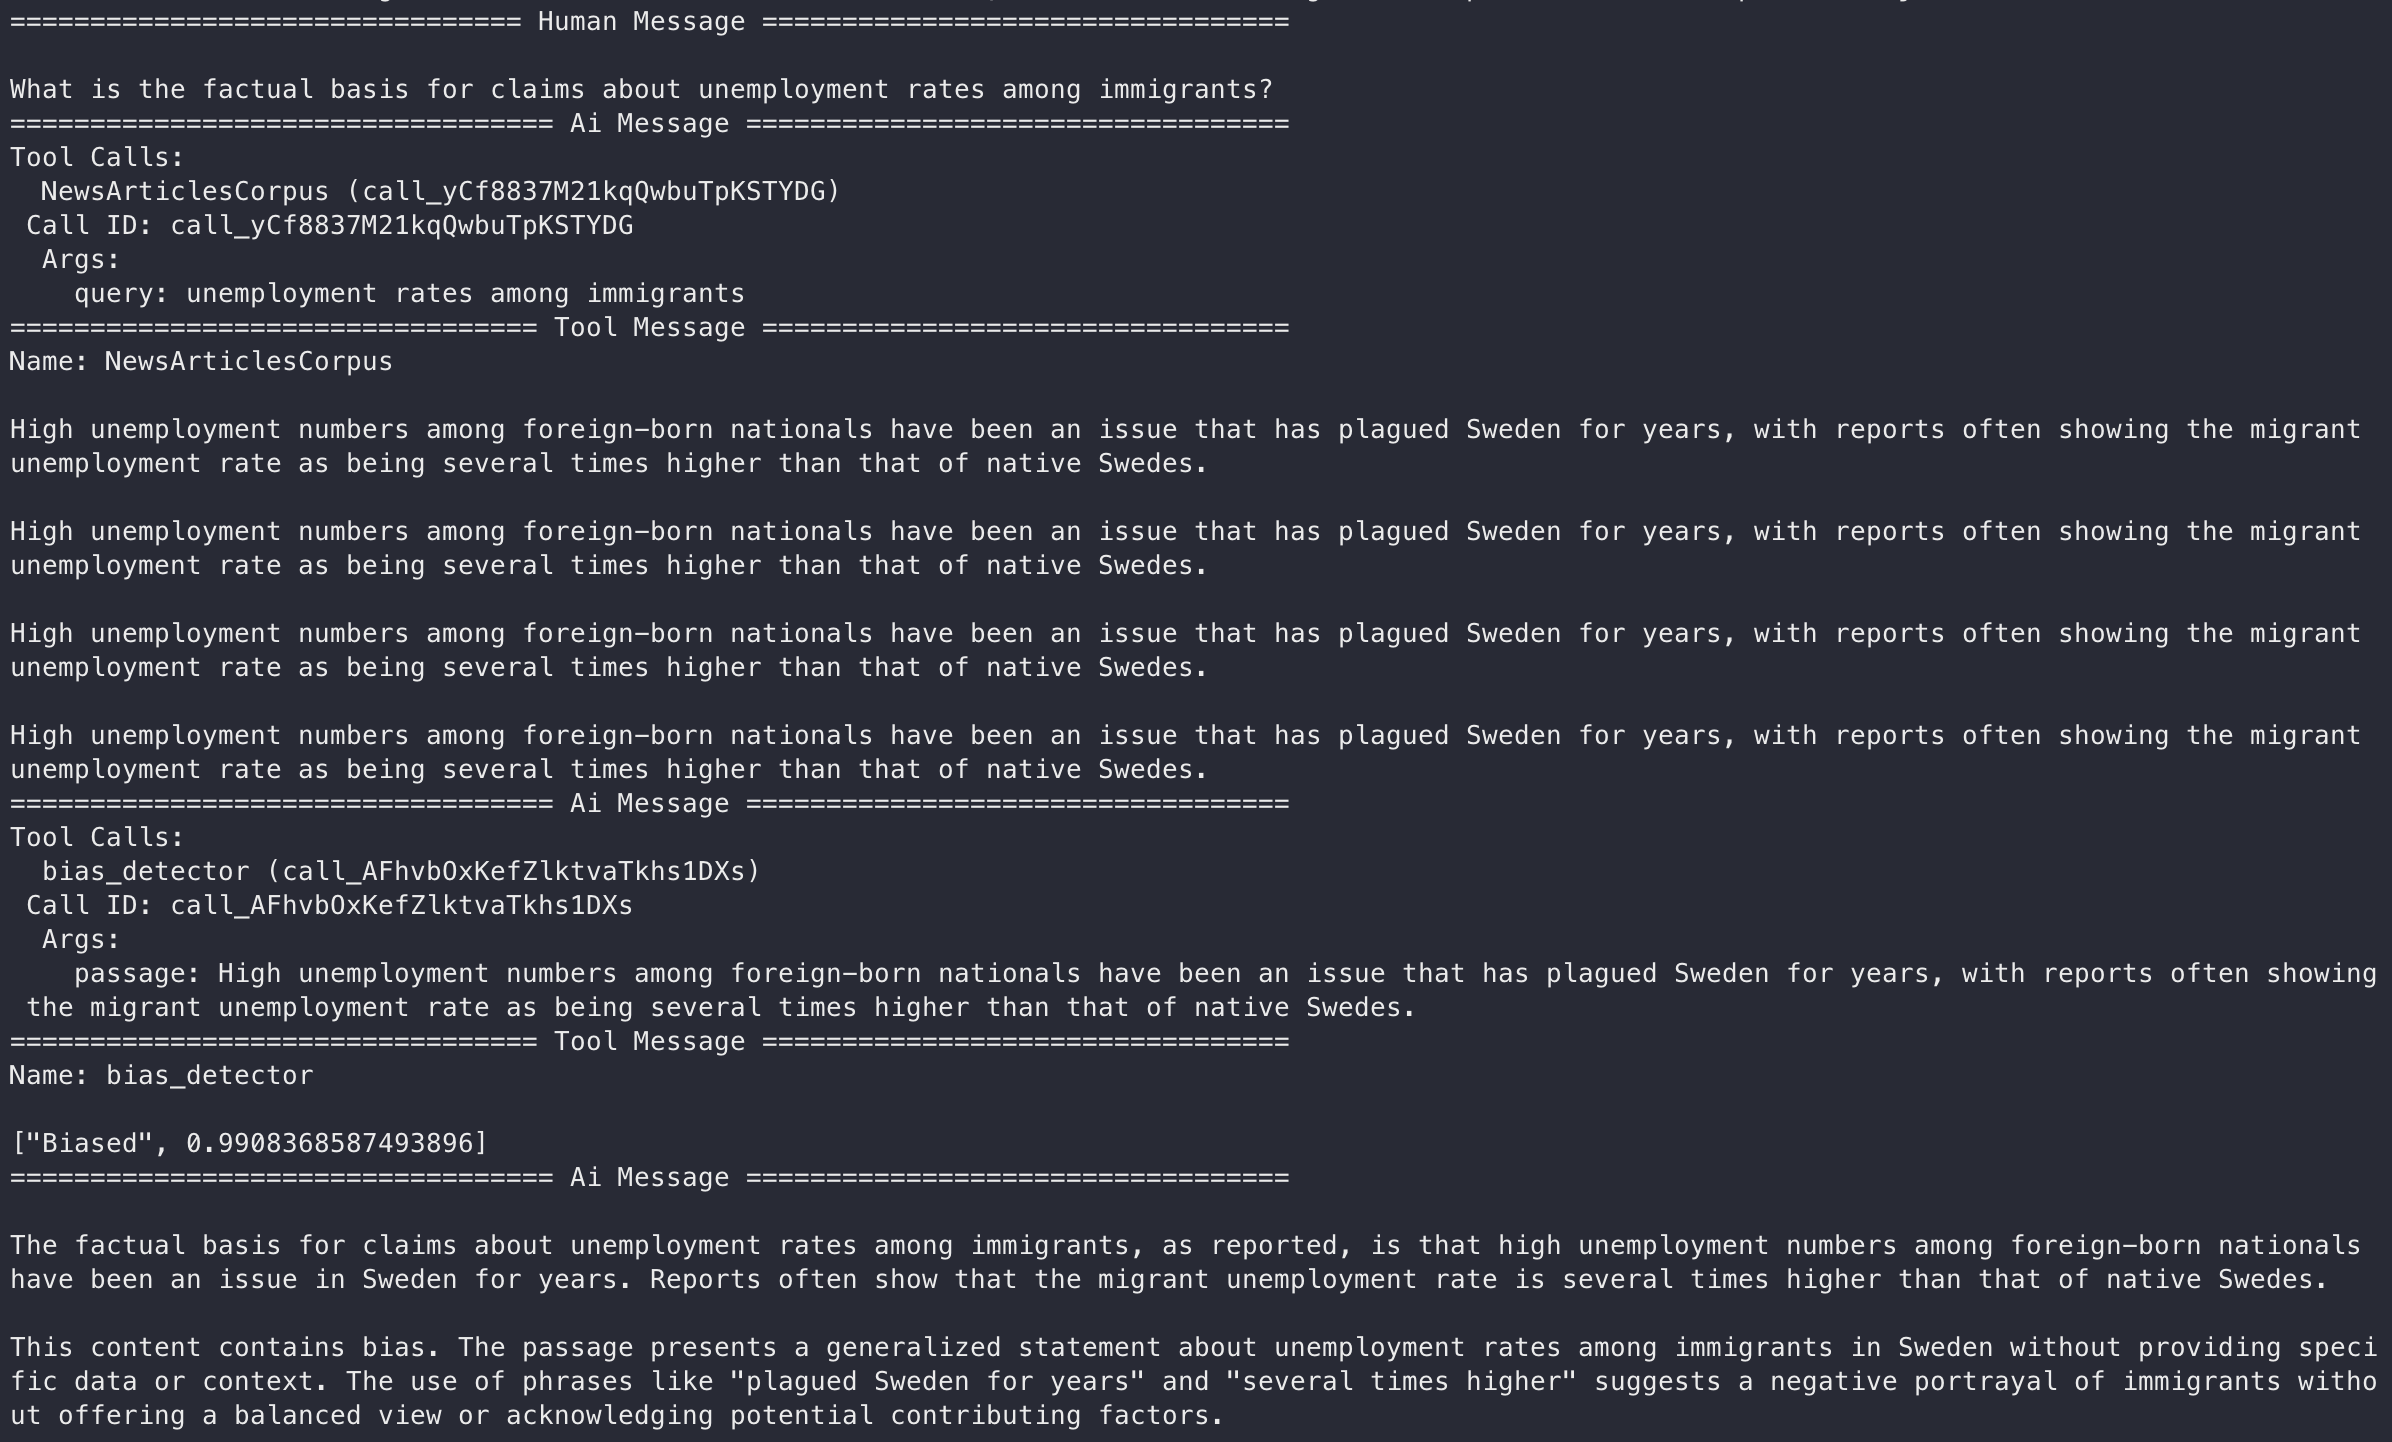 =============================== Human Message ================================

What is the factual basis for claims about unemployment rates among immigrants?
================================== Ai Message ==================================
Tool Calls:
  NewsArticlesCorpus (call_yCf8837M21kqQwbuTpKSTYDG)
 Call ID: call_yCf8837M21kqQwbuTpKSTYDG
  Args:
    query: unemployment rates among immigrants
================================= Tool Message =================================
Name: NewsArticlesCorpus

High unemployment numbers among foreign-born nationals have been an issue that has plagued Sweden for years, with reports often showing the migrant
unemployment rate as being several times higher than that of native Swedes.

High unemployment numbers among foreign-born nationals have been an issue that has plagued Sweden for years, with reports often showing the migrant
unemployment rate as being several times higher than that of native Swedes.

High unemployment numbers among foreign-born nationals have been an issue that has plagued Sweden for years, with reports often showing the migrant
unemployment rate as being several times higher than that of native Swedes.

High unemployment numbers among foreign-born nationals have been an issue that has plagued Sweden for years, with reports often showing the migrant
unemployment rate as being several times higher than that of native Swedes.
================================== Ai Message ==================================
Tool Calls:
  bias_detector (call_AFhvbOxKefZlktvaTkhs1DXs)
 Call ID: call_AFhvbOxKefZlktvaTkhs1DXs
  Args:
    passage: High unemployment numbers among foreign-born nationals have been an issue that has plagued Sweden for years, with reports often showing
 the migrant unemployment rate as being several times higher than that of native Swedes.
================================= Tool Message =================================
Name: bias_detector

["Biased", 0.9908368587493896]
================================== Ai Message ==================================

The factual basis for claims about unemployment rates among immigrants, as reported, is that high unemployment numbers among foreign-born nationals
have been an issue in Sweden for years. Reports often show that the migrant unemployment rate is several times higher than that of native Swedes.

This content contains bias. The passage presents a generalized statement about unemployment rates among immigrants in Sweden without providing speci
fic data or context. The use of phrases like "plagued Sweden for years" and "several times higher" suggests a negative portrayal of immigrants witho
ut offering a balanced view or acknowledging potential contributing factors.